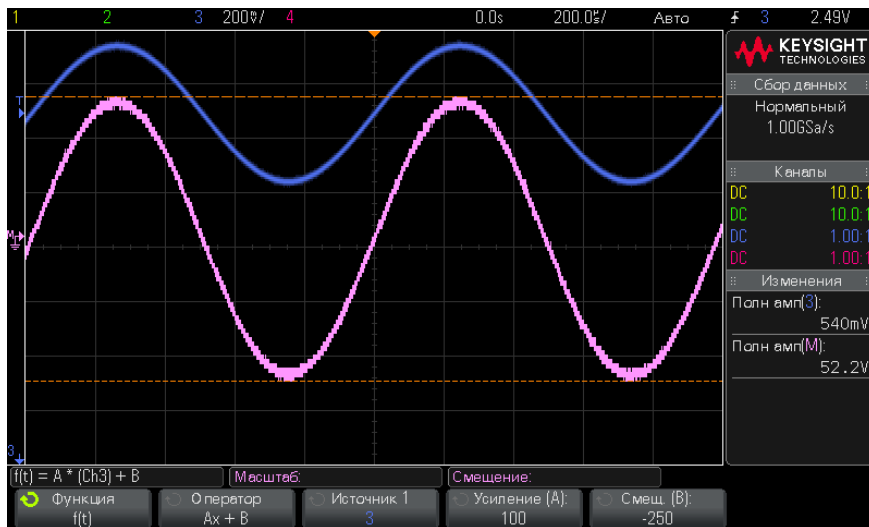 1 2 3 200mV/ 4 0.0s 200.0µs/ Авто 3 2.49V
KEYSIGHT
TECHNOLOGIES
Сбор данных
Нормальный
1.00GSa/s
Каналы
DC 10.0:1
DC 10.0:1
DC 1.00:1
DC 1.00:1
Изменения
Полн амп(3):
540mV
Полн амп(M):
52.2V
T
M
3
f(t) = A * (Ch3) + B
Масштаб:
Смещение:
Функция
f(t)
Оператор
Ax + B
Источник 1
3
Усиление (A):
100
Смещ. (B):
-250